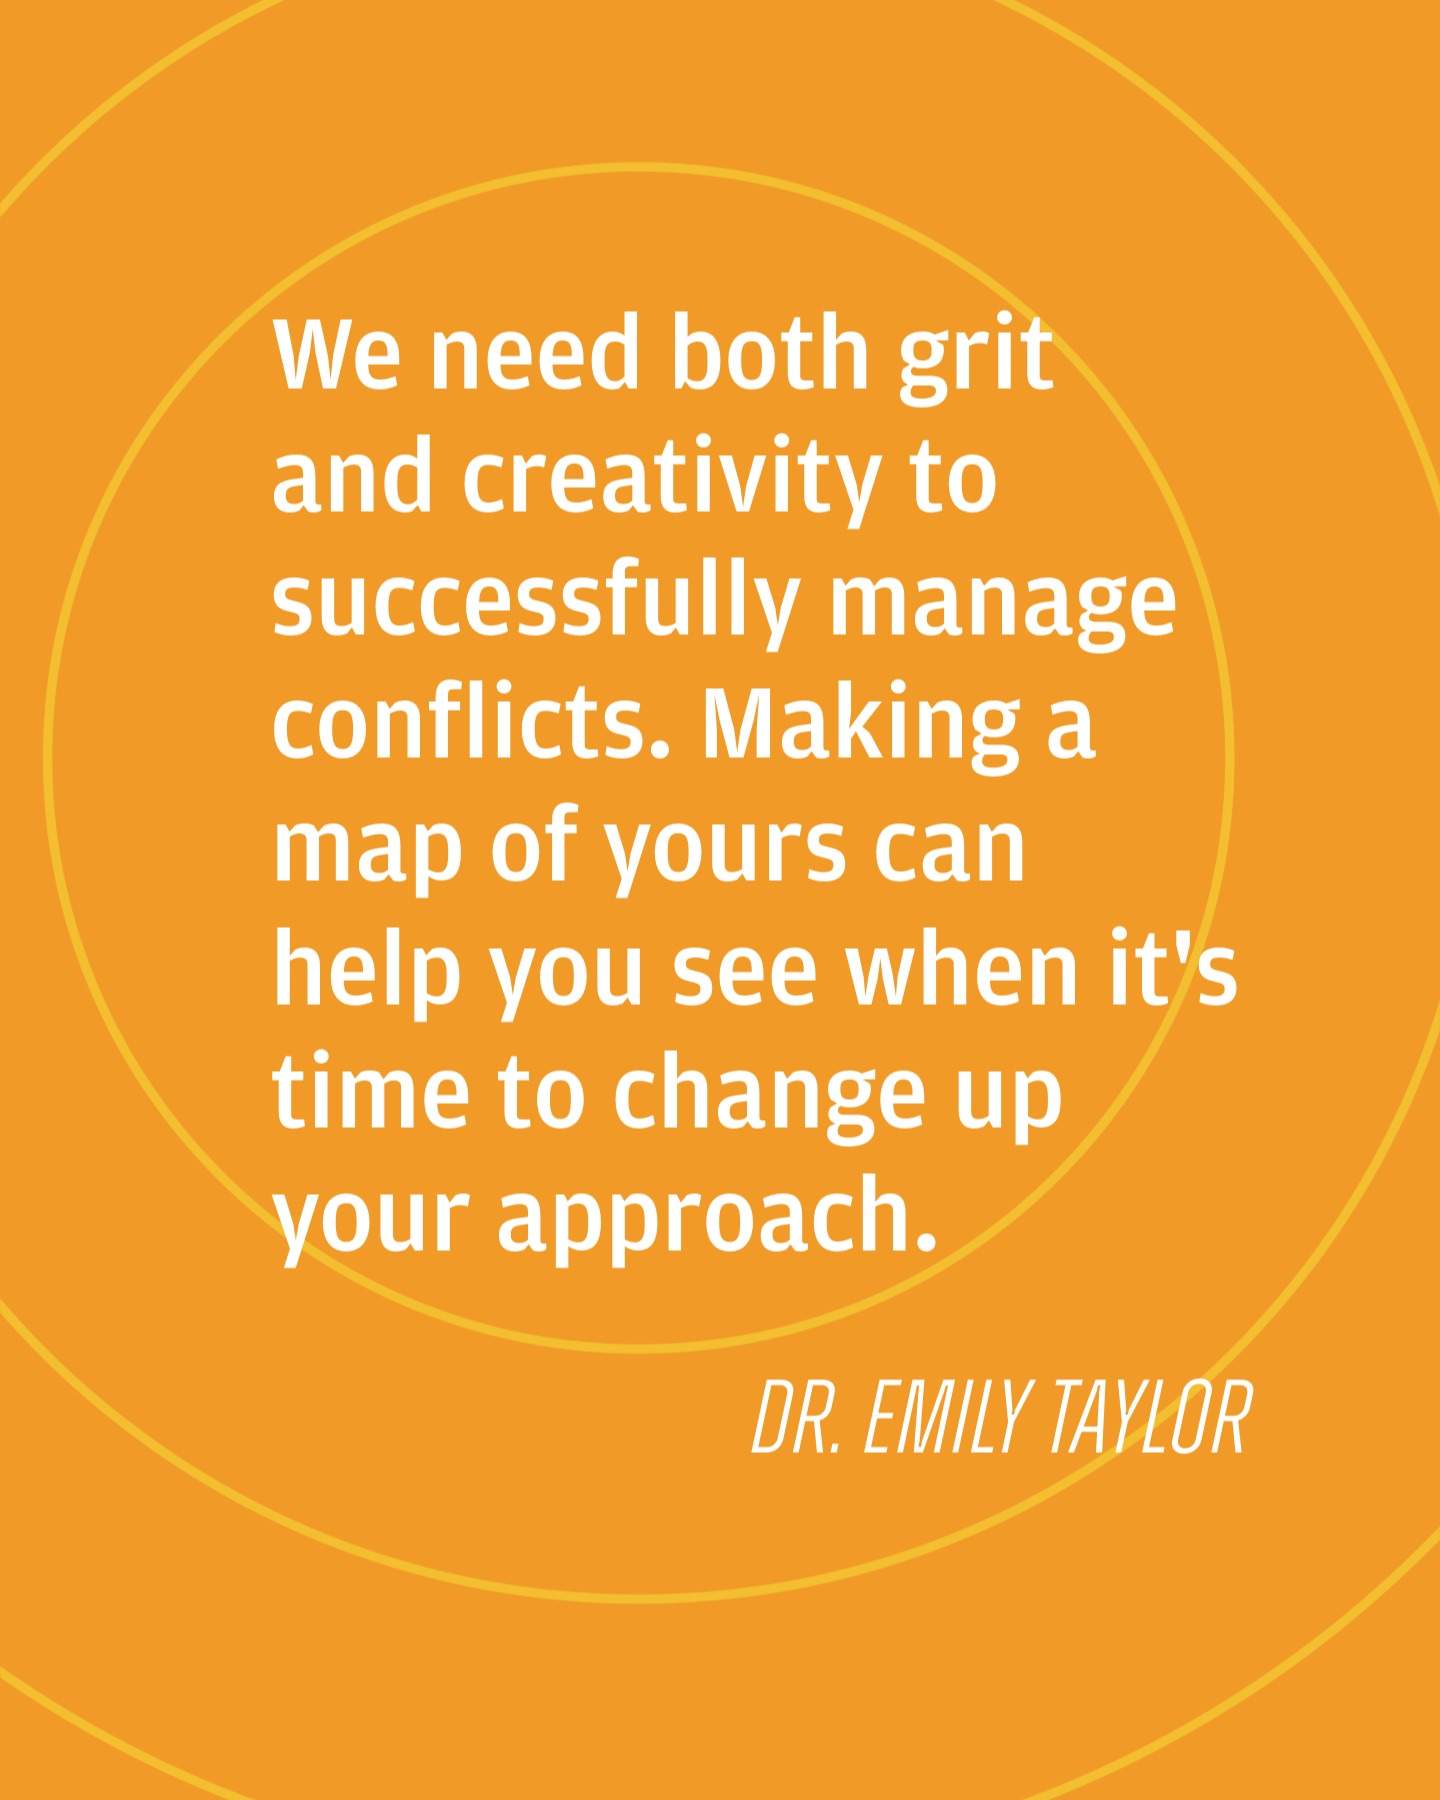 We need both grit
and creativity to
successfully manage
conflicts. Making a
map of yours can
help you see when it's
time to change up
your approach.
DR. EMILY TAYLOR